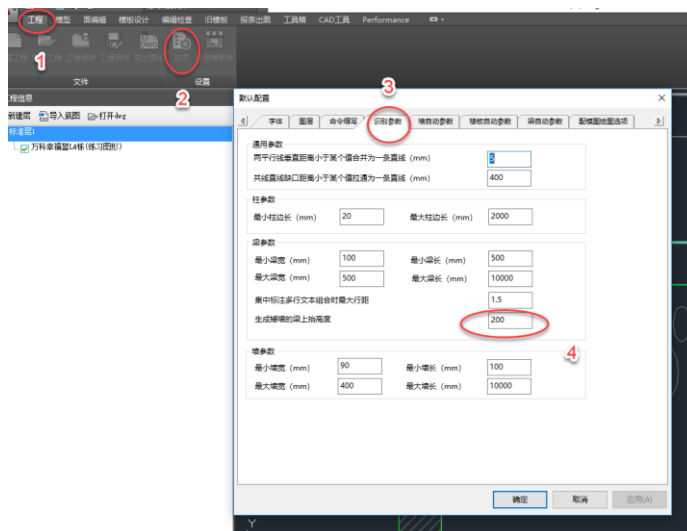 工程 模型 面编辑 模板设计 编辑检查 旧模板 报表出图 工具箱 CAD工具 Performance
1
工程保存 工程另存
2
文件 设置
工程信息
新建层 导入底图 打开dwg
标准层1
万科幸福誉L4栋(练习图形)
默认配置
3
字体 图层 命令缩写 识别参数 墙自动参数 楼板自动参数 梁自动参数 配模图绘图选项
通用参数
两平行线垂直距离小于某个值合并为一条直线 (mm) 5
共线直线缺口距离小于某个值拉通为一条直线 (mm) 400
柱参数
最小柱边长 (mm) 20 最大柱边长 (mm) 2000
梁参数
最小梁宽 (mm) 100 最小梁长 (mm) 500
最大梁宽 (mm) 500 最大梁长 (mm) 10000
集中标注多行文本组合时最大行距 1.5
生成矮墙的梁上抬高度 200
4
墙参数
最小墙宽 (mm) 90 最小墙长 (mm) 100
最大墙宽 (mm) 400 最大墙长 (mm) 10000
确定 取消 应用(A)
Y